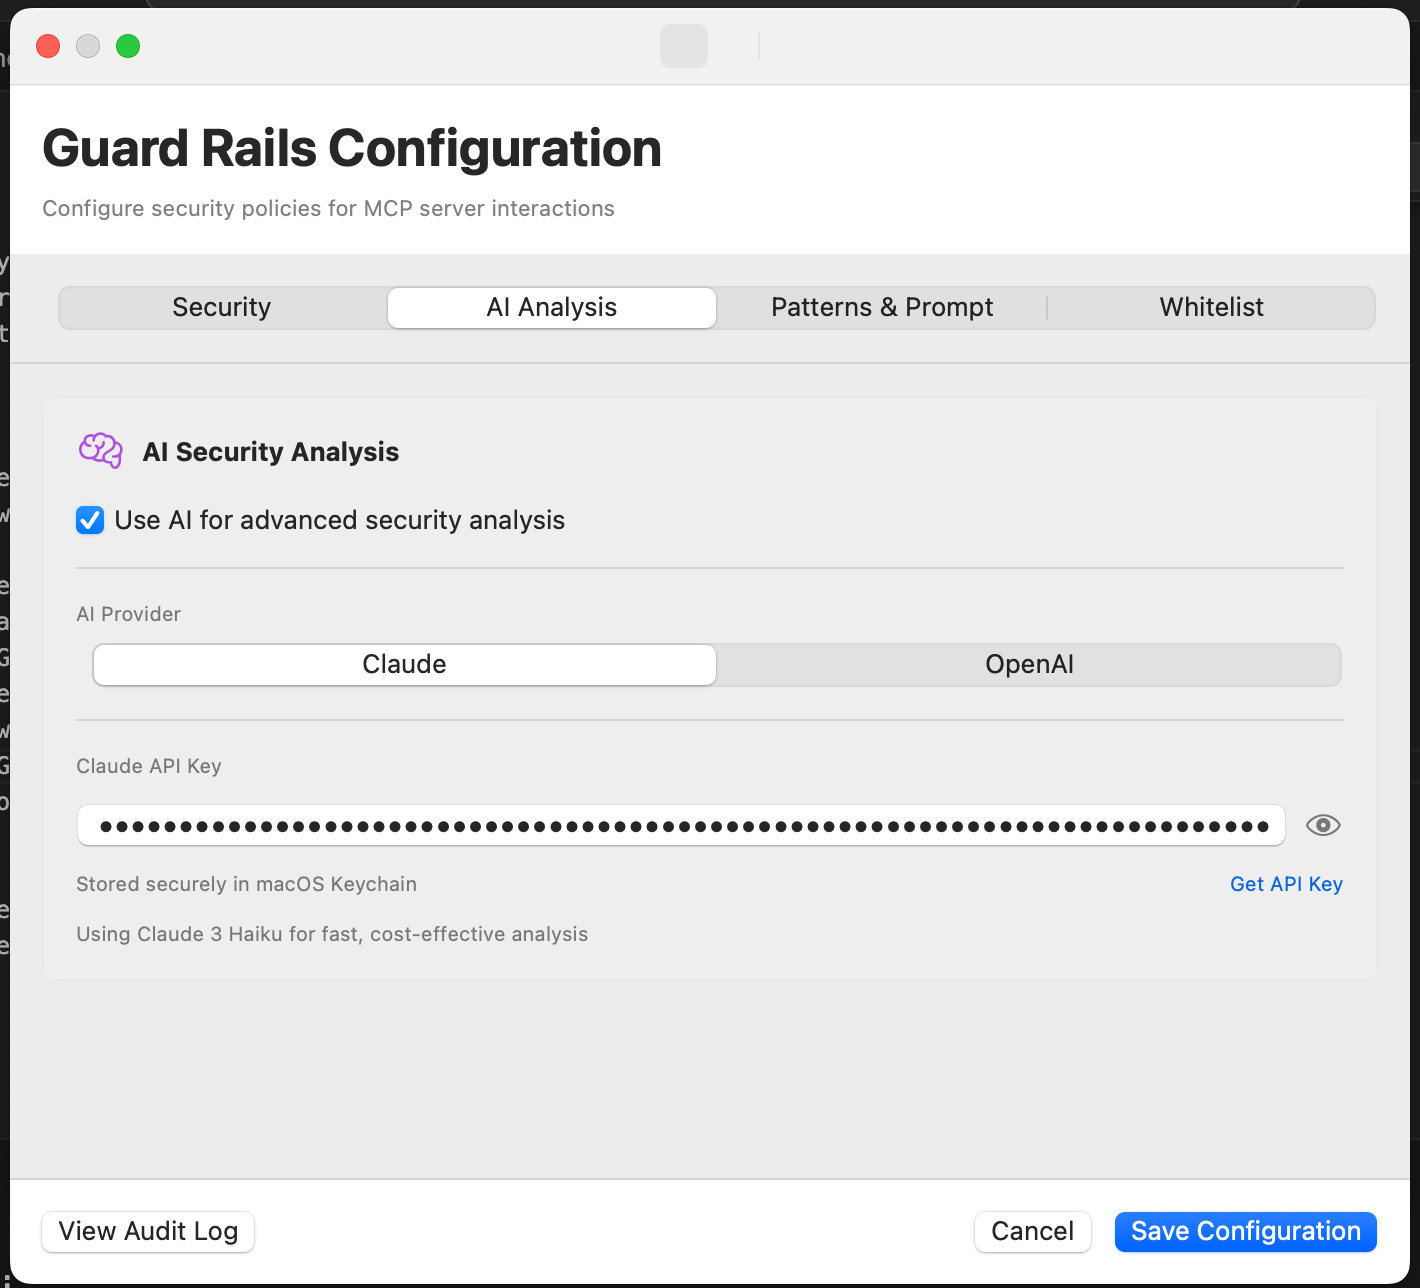 Guard Rails Configuration
Configure security policies for MCP server interactions
Security
AI Analysis
Patterns & Prompt
Whitelist
AI Security Analysis
Use AI for advanced security analysis
AI Provider
Claude
OpenAI
Claude API Key
Stored securely in macOS Keychain
Get API Key
Using Claude 3 Haiku for fast, cost-effective analysis
View Audit Log
Cancel
Save Configuration